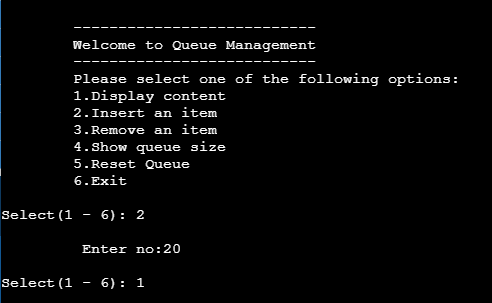 ---------------------------
Welcome to Queue Management
---------------------------
Please select one of the following options:
1.Display content
2.Insert an item
3.Remove an item
4.Show queue size
5.Reset Queue
6.Exit
Select(1 - 6): 2
Enter no:20
Select(1 - 6): 1